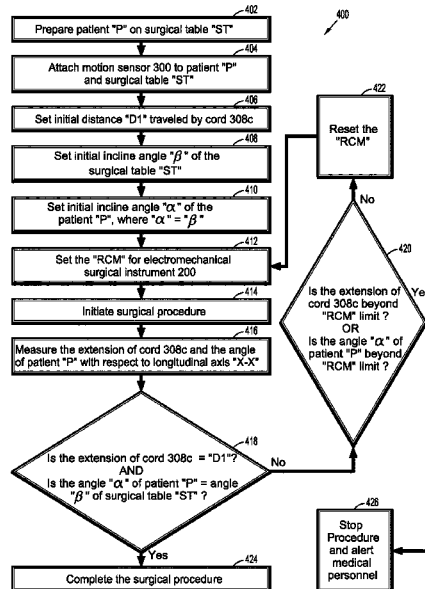 402
400
Prepare patient "P" on surgical table "ST"
404
Attach motion sensor 300 to patient "P"
and surgical table "ST"
406
Set initial distance "D1" traveled by cord 308c
408
Set initial incline angle "β" of the
surgical table "ST"
410
Set initial incline angle "α" of the
patient "P", where "α" = "β"
412
Set the "RCM" for electromechanical
surgical instrument 200
414
Initiate surgical procedure
416
Measure the extension of cord 308c and the angle
of patient "P" with respect to longitudinal axis "X-X"
418
Is the extension of cord 308c = "D1"?
AND
Is the angle "α" of patient "P" = angle
"β" of surgical table "ST" ?
No
Yes
424
Complete the surgical procedure
422
Reset the
"RCM"
No
420
Is the extension of
cord 308c beyond
"RCM" limit ?
OR
Is the angle "α" of
patient "P" beyond
"RCM" limit ?
Yes
426
Stop
Procedure
and alert
medical
personnel